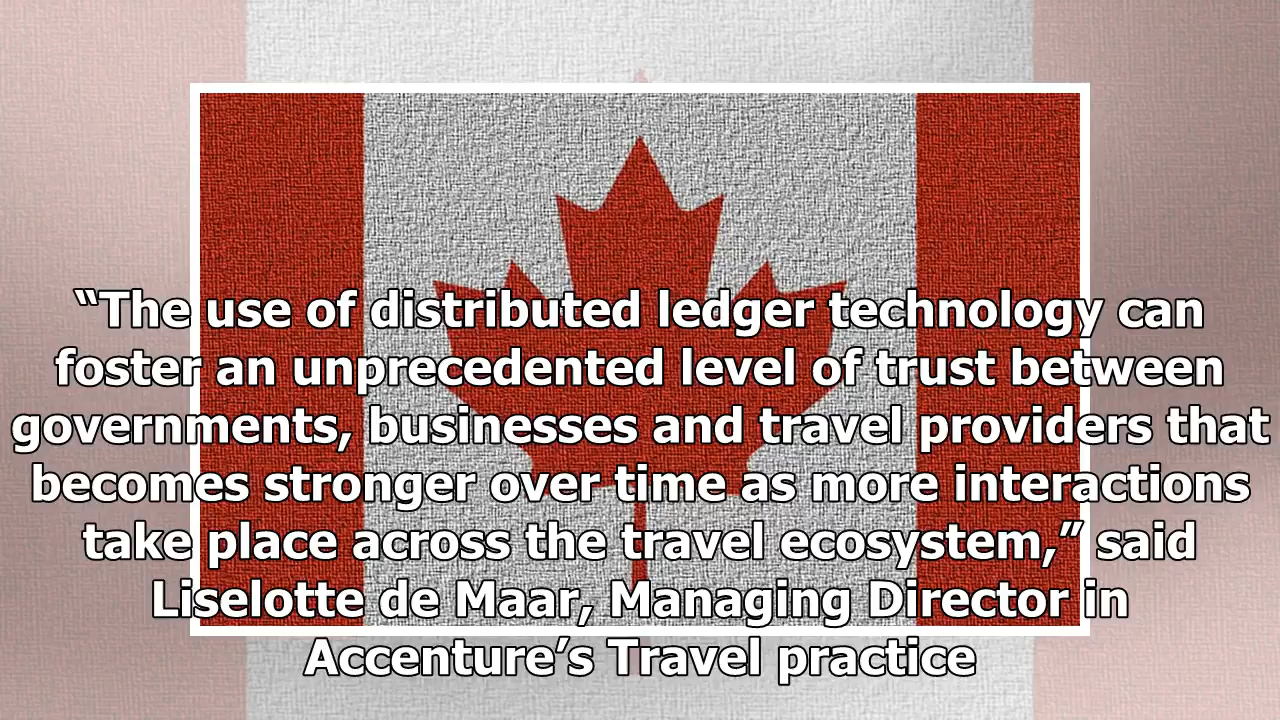 “The use of distributed ledger technology can
foster an unprecedented level of trust between
governments, businesses and travel providers that
becomes stronger over time as more interactions
take place across the travel ecosystem,” said
Liselotte de Maar, Managing Director in
Accenture’s Travel practice